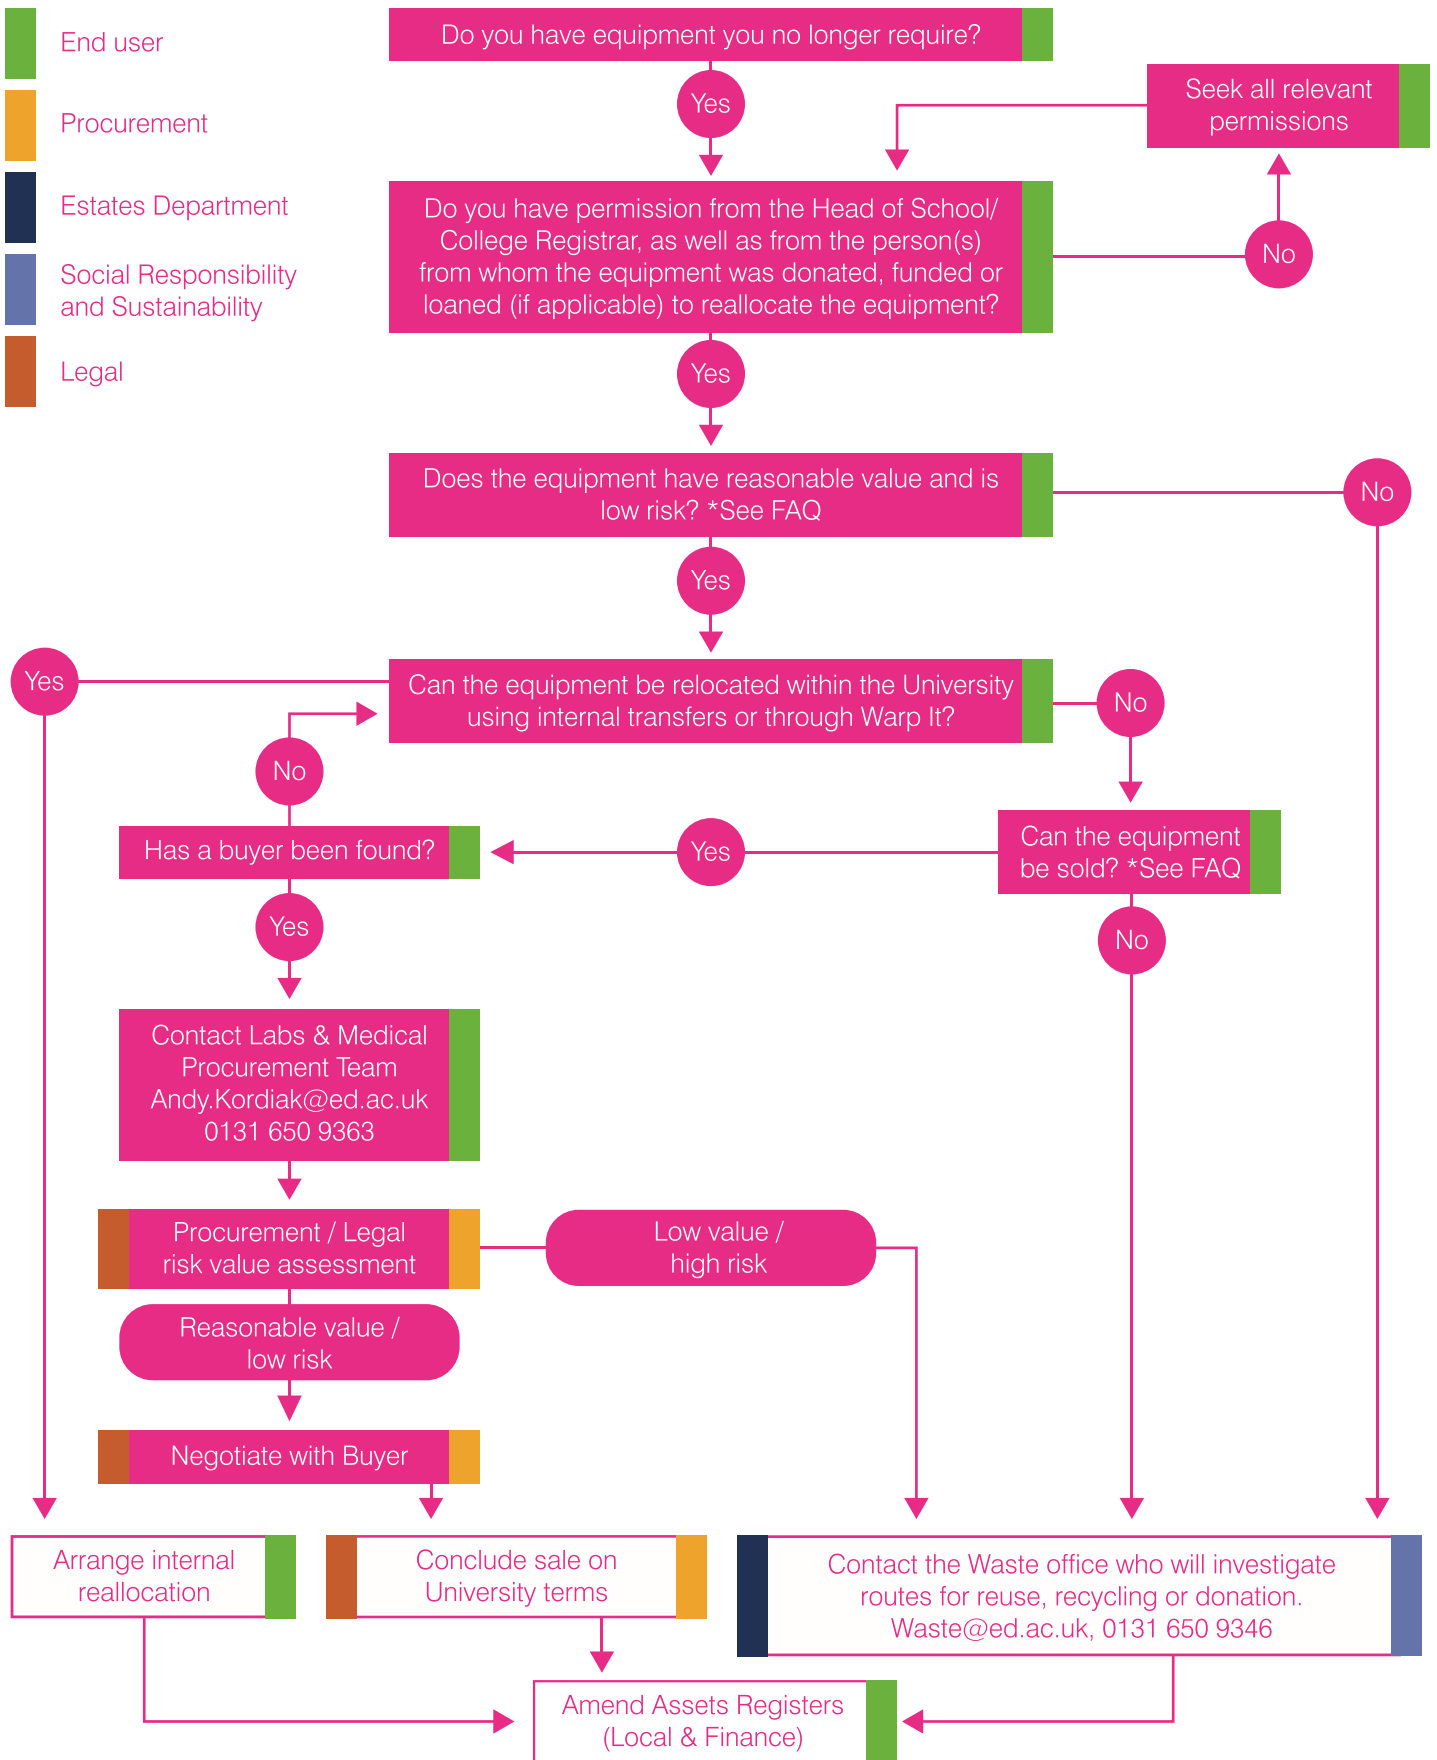 End user
Procurement
Estates Department
Social Responsibility
and Sustainability
Legal
Do you have equipment you no longer require?
Yes
Seek all relevant
permissions
Do you have permission from the Head of School/
College Registrar, as well as from the person(s)
from whom the equipment was donated, funded or
loaned (if applicable) to reallocate the equipment?
No
Yes
Does the equipment have reasonable value and is
low risk? *See FAQ
No
Yes
Yes
Can the equipment be relocated within the University
using internal transfers or through Warp It?
No
No
Has a buyer been found?
Yes
Can the equipment
be sold? *See FAQ
Yes
No
Contact Labs & Medical
Procurement Team
Andy.Kordiak@ed.ac.uk
0131 650 9363
Procurement / Legal
risk value assessment
Low value /
high risk
Reasonable value /
low risk
Negotiate with Buyer
Arrange internal
reallocation
Conclude sale on
University terms
Contact the Waste office who will investigate
routes for reuse, recycling or donation.
Waste@ed.ac.uk, 0131 650 9346
Amend Assets Registers
(Local & Finance)